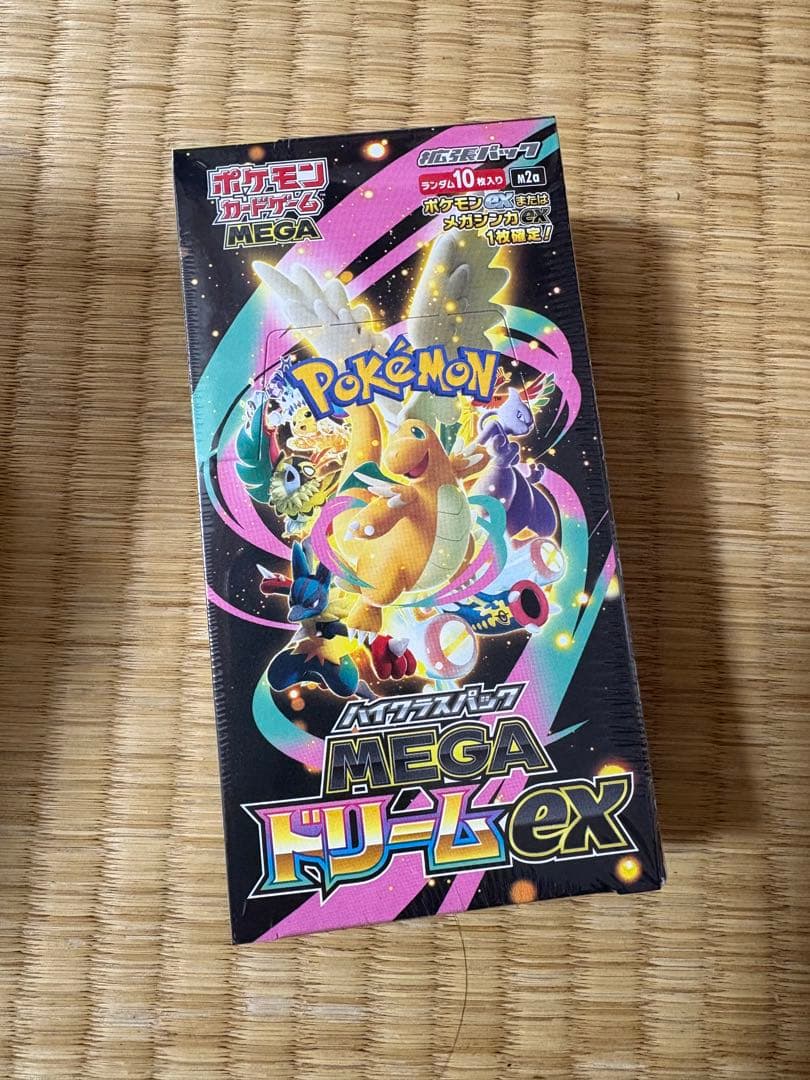 ポケモン
カードゲーム
MEGA
拡張パック
ランダム10枚入り M2a
ポケモンexまたは
メガシンカex
1枚確定!
POKÉMON
TM
ハイクラスパック
MEGA
ドリームex